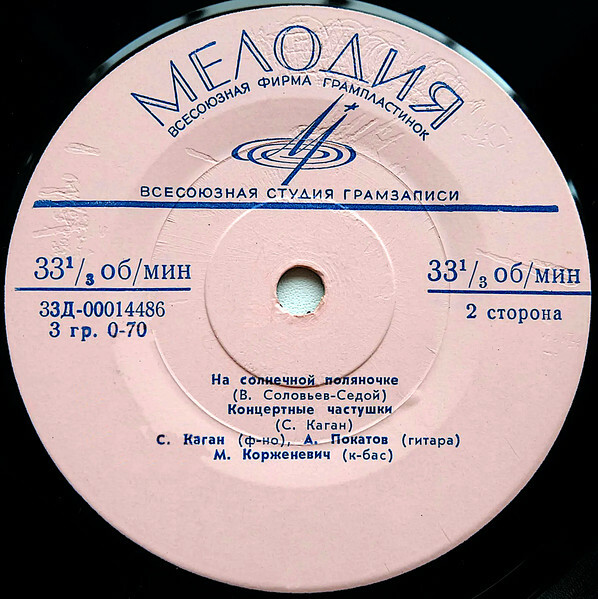 МЕЛОДИЯ
ВСЕСОЮЗНАЯ ФИРМА ГРАМПЛАСТИНОК
ВСЕСОЮЗНАЯ СТУДИЯ ГРАМЗАПИСИ
33¹/₃ об/мин
33¹/₃ об/мин
33Д-00014486
3 гр. 0-70
2 сторона
На солнечной поляночке
(В. Соловьев-Седой)
Концертные частушки
(С. Каган)
С. Каган (ф-но), А. Покатов (гитара)
М. Корженевич (к-бас)